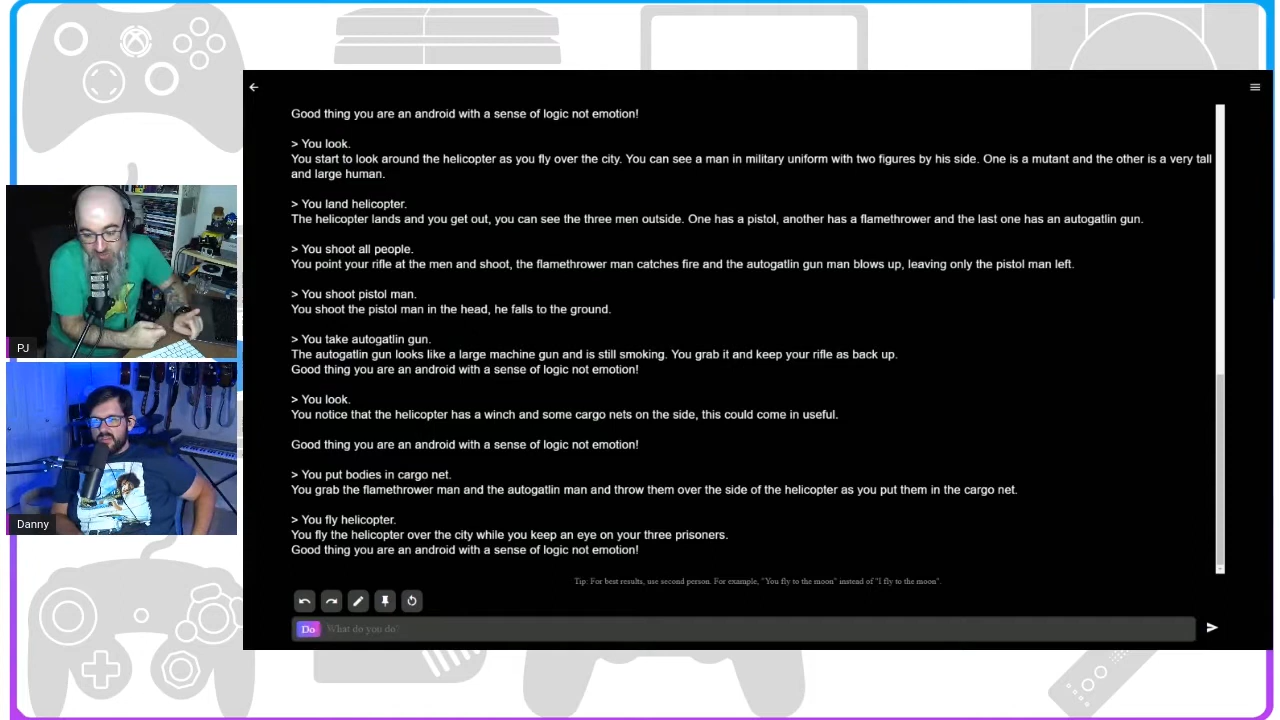 Good thing you are an android with a sense of logic not emotion!
> You look.
You start to look around the helicopter as you fly over the city. You can see a man in military uniform with two figures by his side. One is a mutant and the other is a very tall
and large human.
> You land helicopter.
The helicopter lands and you get out, you can see the three men outside. One has a pistol, another has a flamethrower and the last one has an autogatlin gun.
> You shoot all people.
You point your rifle at the men and shoot, the flamethrower man catches fire and the autogatlin gun man blows up, leaving only the pistol man left.
> You shoot pistol man.
You shoot the pistol man in the head, he falls to the ground.
> You take autogatlin gun.
The autogatlin gun looks like a large machine gun and is still smoking. You grab it and keep your rifle as back up.
Good thing you are an android with a sense of logic not emotion!
> You look.
You notice that the helicopter has a winch and some cargo nets on the side, this could come in useful.
Good thing you are an android with a sense of logic not emotion!
> You put bodies in cargo net.
You grab the flamethrower man and the autogatlin man and throw them over the side of the helicopter as you put them in the cargo net.
> You fly helicopter.
You fly the helicopter over the city while you keep an eye on your three prisoners.
Good thing you are an android with a sense of logic not emotion!
Tip: For best results, use second person. For example, "You fly to the moon" instead of "I fly to the moon".
Do What do you do?
PJ
Danny